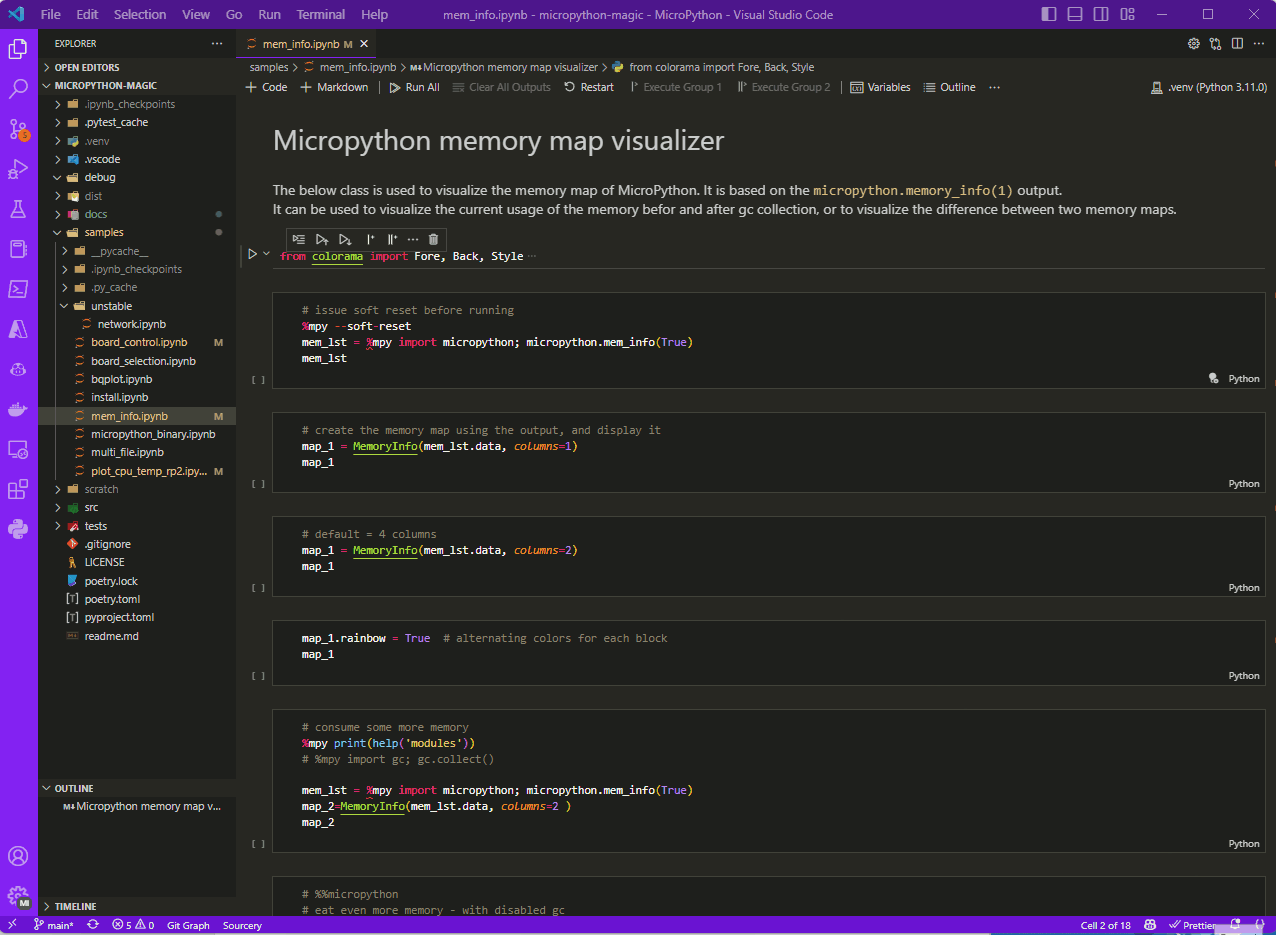 File Edit Selection View Go Run Terminal Help
mem_info.ipynb - micropython-magic - MicroPython - Visual Studio Code
EXPLORER
OPEN EDITORS
MICROPYTHON-MAGIC
.ipynb_checkpoints
.pytest_cache
.venv
.vscode
debug
dist
docs
samples
__pycache__
.ipynb_checkpoints
.py_cache
unstable
network.ipynb
board_control.ipynb M
board_selection.ipynb
bqplot.ipynb
install.ipynb
mem_info.ipynb M
micropython_binary.ipynb
multi_file.ipynb
plot_cpu_temp_rp2.ipy... M
scratch
src
tests
.gitignore
LICENSE
poetry.lock
poetry.toml
pyproject.toml
readme.md
OUTLINE
M↓Micropython memory map v...
TIMELINE
mem_info.ipynb M
samples > mem_info.ipynb > M↓Micropython memory map visualizer > from colorama import Fore, Back, Style
+ Code + Markdown Run All Clear All Outputs Restart Execute Group 1 Execute Group 2 Variables Outline ... .venv (Python 3.11.0)
Micropython memory map visualizer
The below class is used to visualize the memory map of MicroPython. It is based on the micropython.memory_info(1) output.
It can be used to visualize the current usage of the memory befor and after gc collection, or to visualize the difference between two memory maps.
from colorama import Fore, Back, Style ...
# issue soft reset before running
%mpy --soft-reset
mem_lst = %mpy import micropython; micropython.mem_info(True)
mem_lst
[ ]
Python
# create the memory map using the output, and display it
map_1 = MemoryInfo(mem_lst.data, columns=1)
map_1
[ ]
Python
# default = 4 columns
map_1 = MemoryInfo(mem_lst.data, columns=2)
map_1
[ ]
Python
map_1.rainbow = True  # alternating colors for each block
map_1
[ ]
Python
# consume some more memory
%mpy print(help('modules'))
# %mpy import gc; gc.collect()
mem_lst = %mpy import micropython; micropython.mem_info(True)
map_2=MemoryInfo(mem_lst.data, columns=2 )
map_2
[ ]
Python
# %%micropython
# eat even more memory - with disabled gc
5
MI
main* 5 0 Git Graph Sourcery
Cell 2 of 18 Prettier